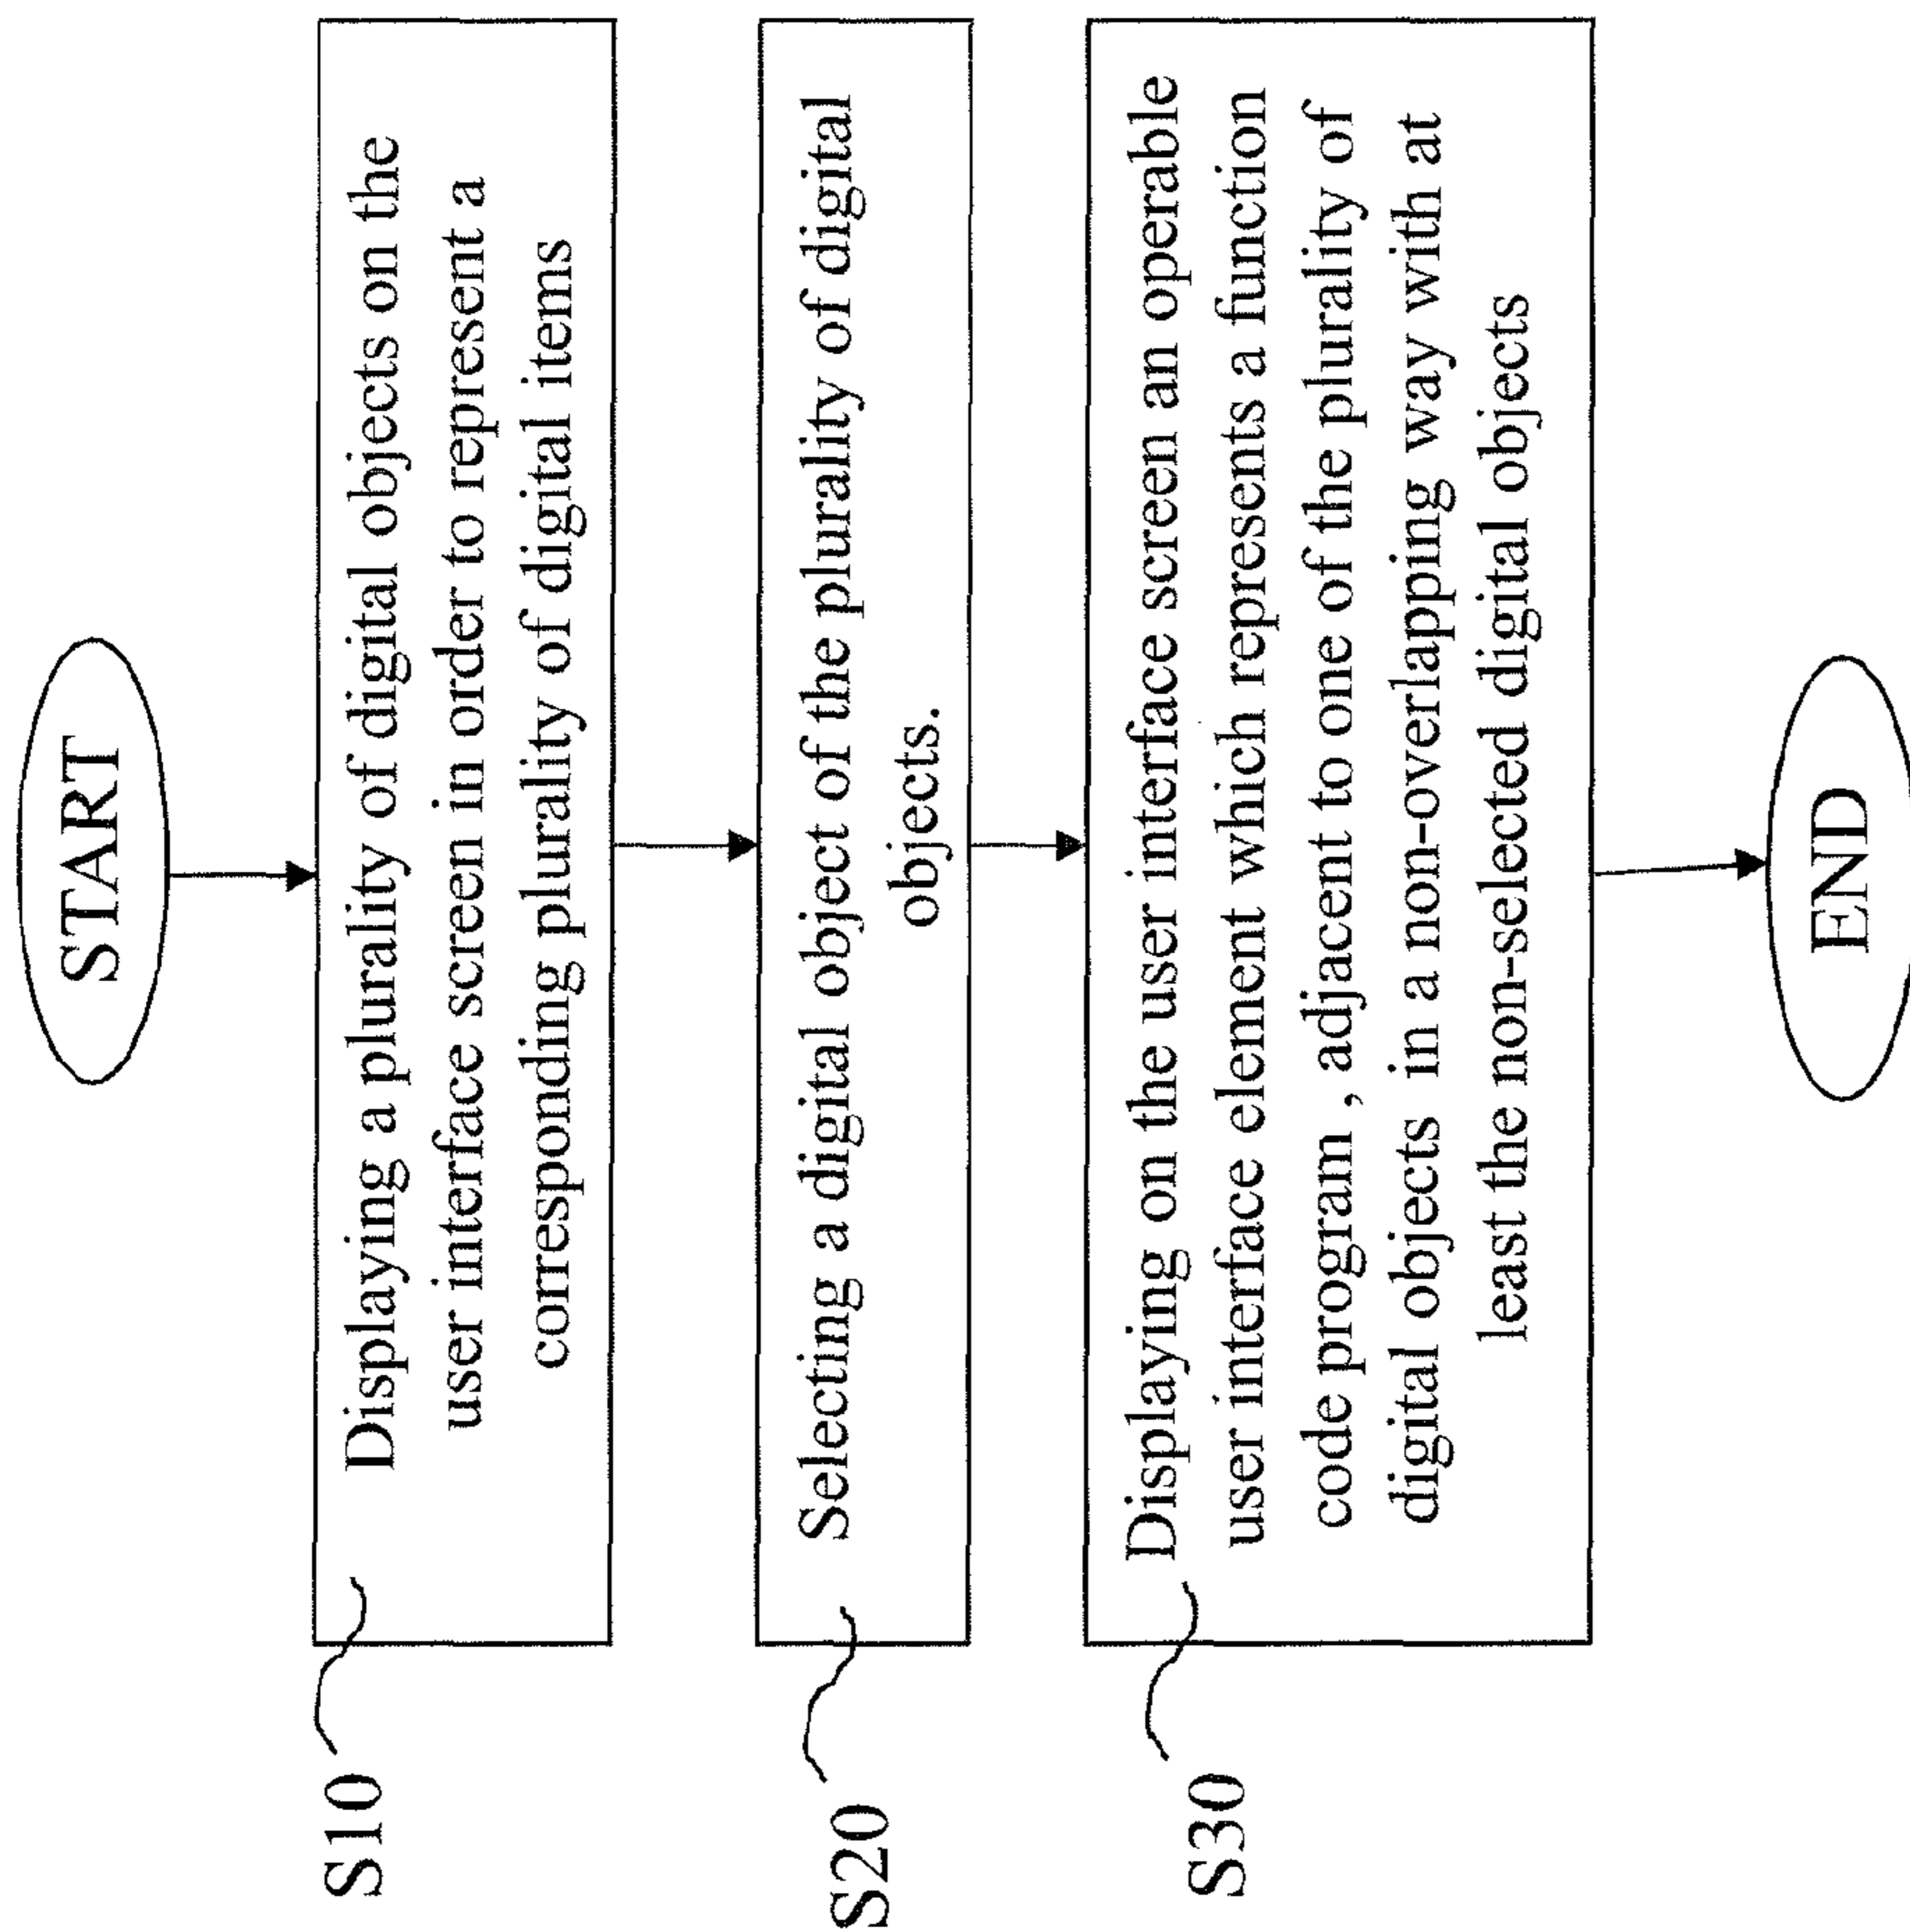 START
S10
Displaying a plurality of digital objects on the
user interface screen in order to represent a
corresponding plurality of digital items
S20
Selecting a digital object of the plurality of digital
objects.
S30
Displaying on the user interface screen an operable
user interface element which represents a function
code program , adjacent to one of the plurality of
digital objects in a non-overlapping way with at
least the non-selected digital objects
END